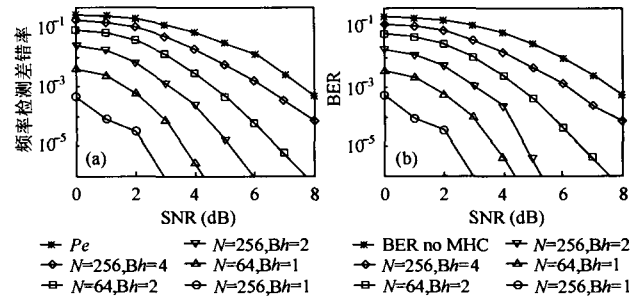 频率检测差错率
10^-1
10^-3
10^-5
(a)
0 2 4 6 8
SNR (dB)
Pe
N=256,Bh=2
N=256,Bh=4
N=64,Bh=1
N=64,Bh=2
N=256,Bh=1
BER
10^-1
10^-3
10^-5
(b)
0 2 4 6 8
SNR (dB)
BER no MHC
N=256,Bh=2
N=256,Bh=4
N=64,Bh=1
N=64,Bh=2
N=256,Bh=1